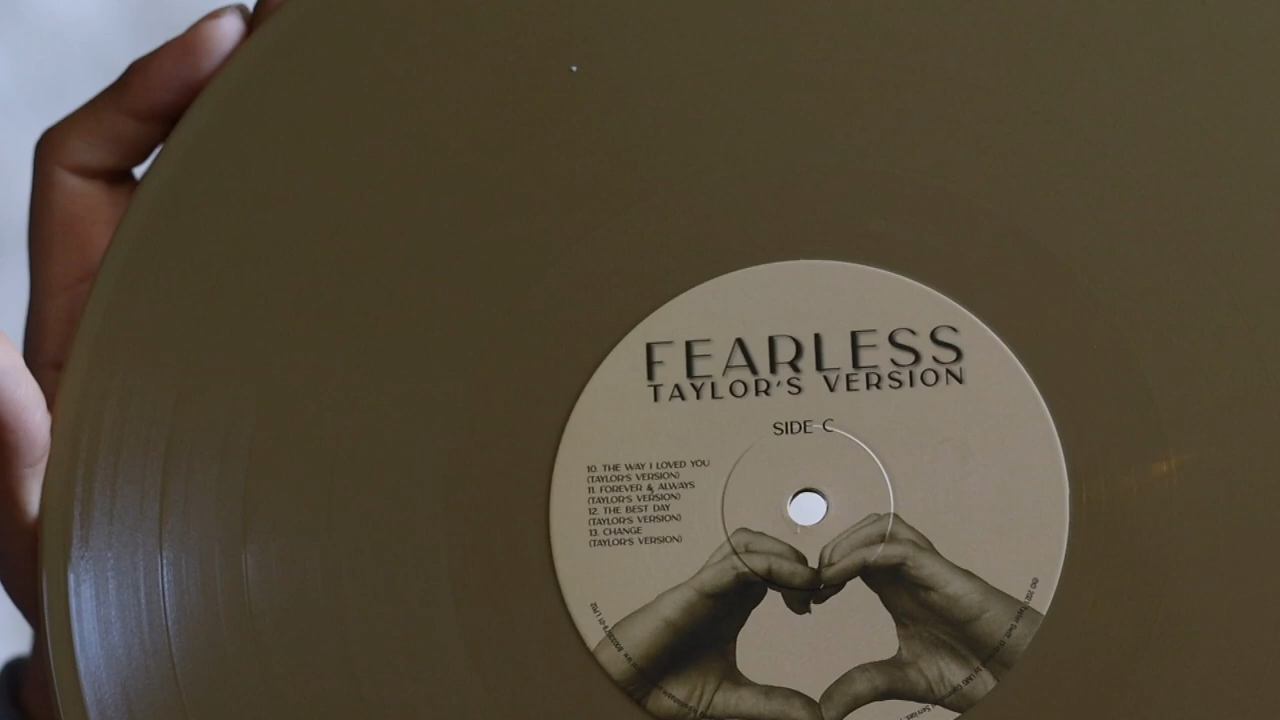 FEARLESS
TAYLOR'S VERSION
SIDE C
10. THE WAY I LOVED YOU
(TAYLOR'S VERSION)
11. FOREVER & ALWAYS
(TAYLOR'S VERSION)
12. THE BEST DAY
(TAYLOR'S VERSION)
13. CHANGE
(TAYLOR'S VERSION)